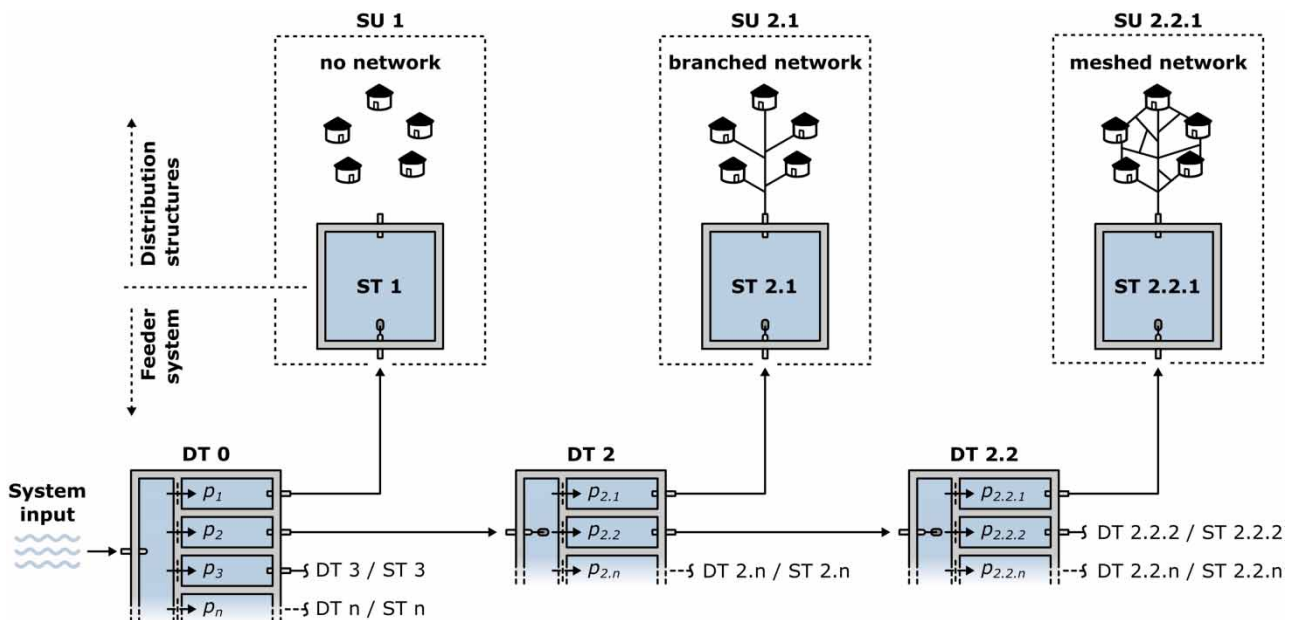 SU 1
SU 2.1
SU 2.2.1
no network
branched network
meshed network
Distribution
structures
Feeder
system
ST 1
ST 2.1
ST 2.2.1
DT 0
DT 2
DT 2.2
System
input
p1
p2
p3
pn
DT 3 / ST 3
DT n / ST n
p2.1
p2.2
p2.n
DT 2.n / ST 2.n
p2.2.1
p2.2.2
p2.2.n
DT 2.2.2 / ST 2.2.2
DT 2.2.n / ST 2.2.n